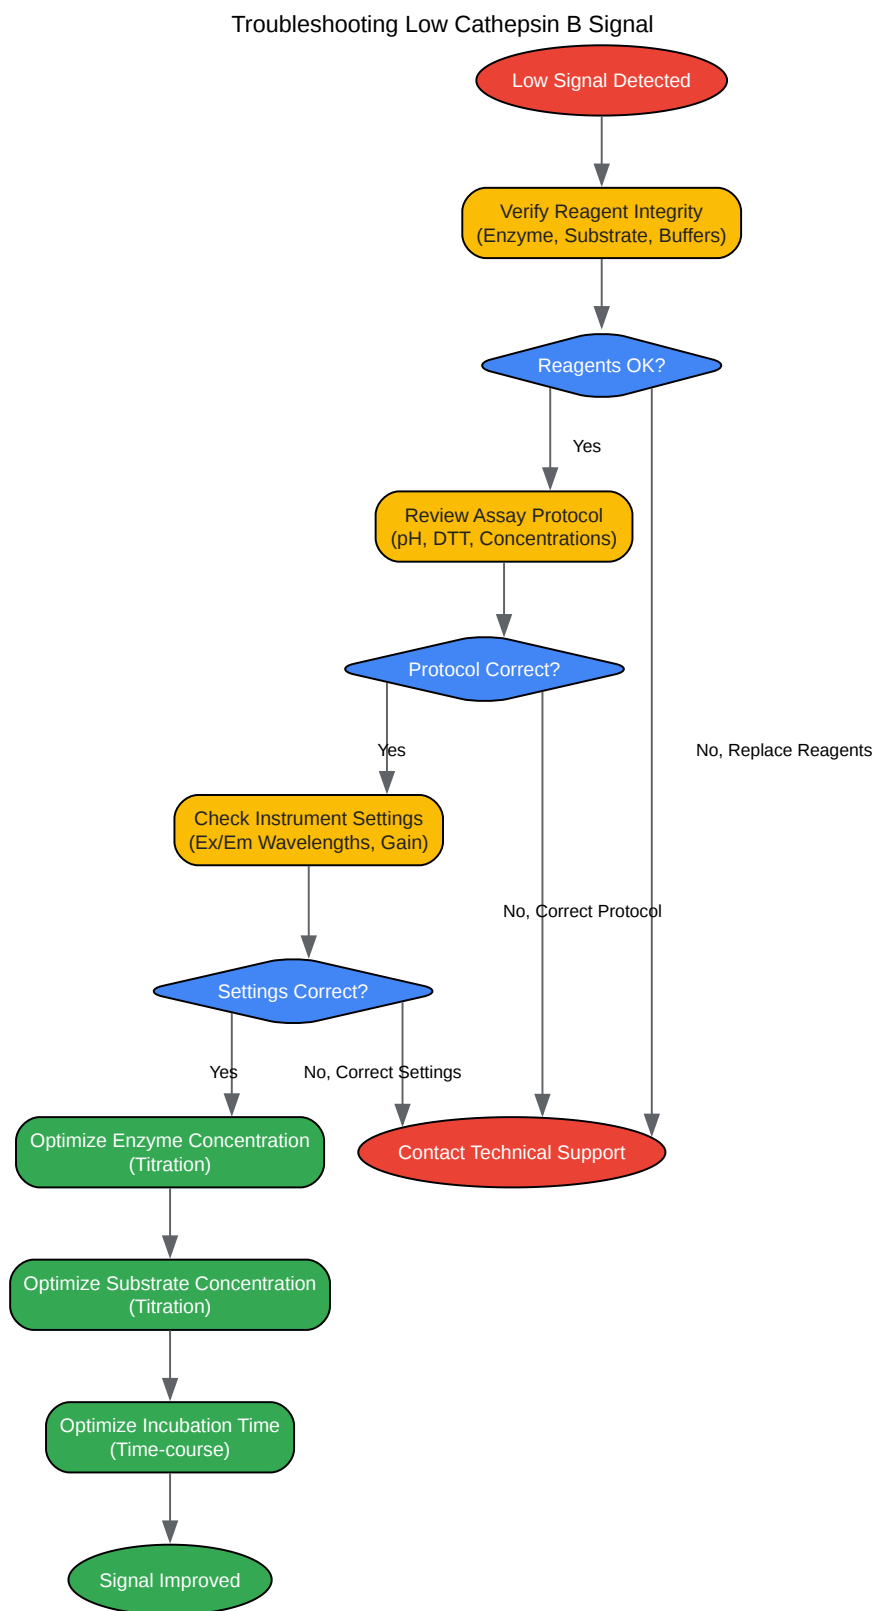 Troubleshooting Low Cathepsin B Signal
Low Signal Detected
Verify Reagent Integrity
(Enzyme, Substrate, Buffers)
Reagents OK?
Yes
Review Assay Protocol
(pH, DTT, Concentrations)
Protocol Correct?
Yes
No, Replace Reagents
Check Instrument Settings
(Ex/Em Wavelengths, Gain)
No, Correct Protocol
Settings Correct?
Yes
No, Correct Settings
Optimize Enzyme Concentration
(Titration)
Contact Technical Support
Optimize Substrate Concentration
(Titration)
Optimize Incubation Time
(Time-course)
Signal Improved